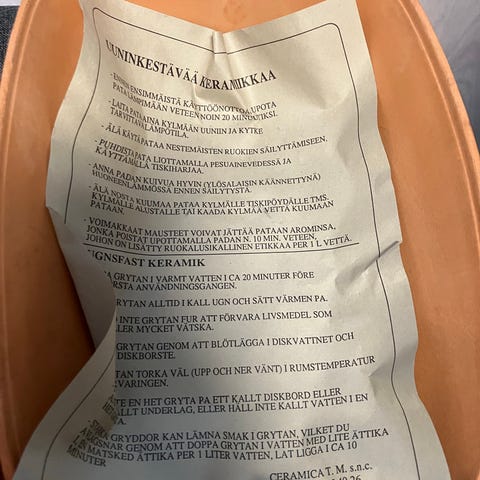 UUNINKESTÄVÄÄ KERAMIIKKAA
- ENNEN ENSIMMÄISTÄ KÄYTTÖÖNOTTOA UPOTA
PATA LÄMPIMÄÄN VETEEN NOIN 20 MINUUTIKSI.
- LAITA PATA AINA KYLMÄÄN UUNIIN JA KYTKE
TARVITTAVA LÄMPÖTILA.
- ÄLÄ KÄYTÄ PATAA NESTEMÄISTEN RUOKIEN SÄILYTTÄMISEEN.
- PUHDISTA PATA LIOTTAMALLA PESUAINEVEDESSÄ JA
KÄYTTÄMÄLLÄ TISKIHARJAA.
- ANNA PADAN KUIVUA HYVIN (YLÖSALAISIN KÄÄNNETTYNÄ)
HUONEENLÄMMÖSSÄ ENNEN SÄILYTYSTÄ.
- ÄLÄ NOSTA KUUMAA PATAA KYLMÄLLE TISKIPÖYDÄLLE TMS.
KYLMÄLLE ALUSTALLE TAI KAADA KYLMÄÄ VETTÄ KUUMAAN
PATAAN.
- VOIMAKKAAT MAUSTEET VOIVAT JÄTTÄÄ PATAAN AROMINSA,
JONKA POISTAT UPOTTAMALLA PADAN N. 10 MIN. VETEEN,
JOHON ON LISÄTTY RUOKALUSIKALLINEN ETIKKAA PER 1 L VETTÄ.
UGNSFAST KERAMIK
GRYTAN I VARMT VATTEN I CA 20 MINUTER FÖRE
FÖRSTA ANVÄNDNINGSGANGEN.
GRYTAN ALLTID I KALL UGN OCH SÄTT VÄRMEN PA.
INTE GRYTAN FUR ATT FÖRVARA LIVSMEDEL SOM
ELLER MYCKET VÄTSKA.
GRYTAN GENOM ATT BLÖTLÄGGA I DISKVATTNET OCH
DISKBORSTE.
TORKA VÄL (UPP OCH NER VÄNT) I RUMSTEMPERATUR
EN HET GRYTA PA ETT KALLT DISKBORD ELLER
KALLT UNDERLAG, ELLER HÄLL INTE KALLT VATTEN I EN
GRYDDOR KAN LÄMNA SMAK I GRYTAN, VILKET DU
GENOM ATT DOPPA GRYTAN I VATTEN MED LITE ÄTTIKA
MATSKED ÄTTIKA PER 1 LITER VATTEN, LAT LIGGA I CA 10
MINUTER
CERAMICA T. M. s.n.c.